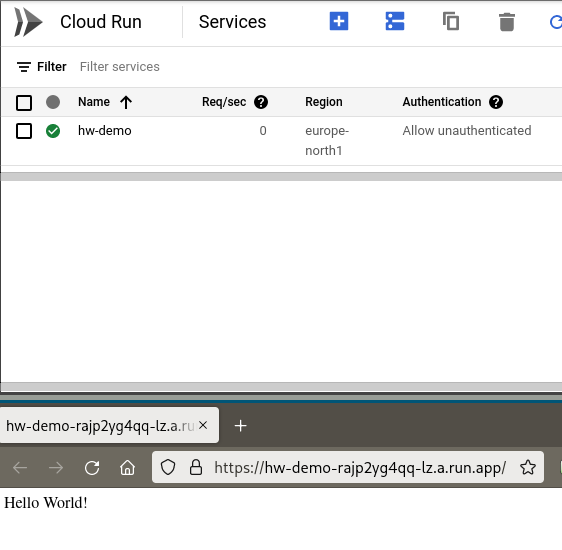 Cloud Run Services
Filter Filter services
Name Req/sec ? Region Authentication ?
hw-demo 0 europe-north1 Allow unauthenticated
hw-demo-rajp2yg4qq-lz.a.ru
https://hw-demo-rajp2yg4qq-lz.a.run.app/
Hello World!